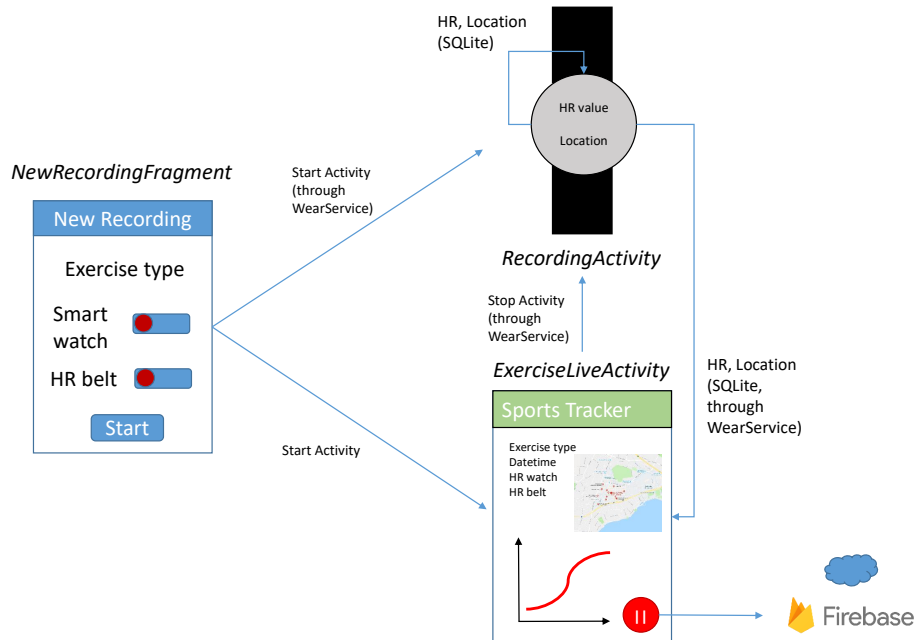 HR, Location
(SQLite)
HR value
Location
NewRecordingFragment
Start Activity
(through
WearService)
New Recording
Exercise type
Smart
watch
HR belt
Start
RecordingActivity
Stop Activity
(through
WearService)
ExerciseLiveActivity
HR, Location
(SQLite,
through
WearService)
Start Activity
Sports Tracker
Exercise type
Datetime
HR watch
HR belt
Firebase